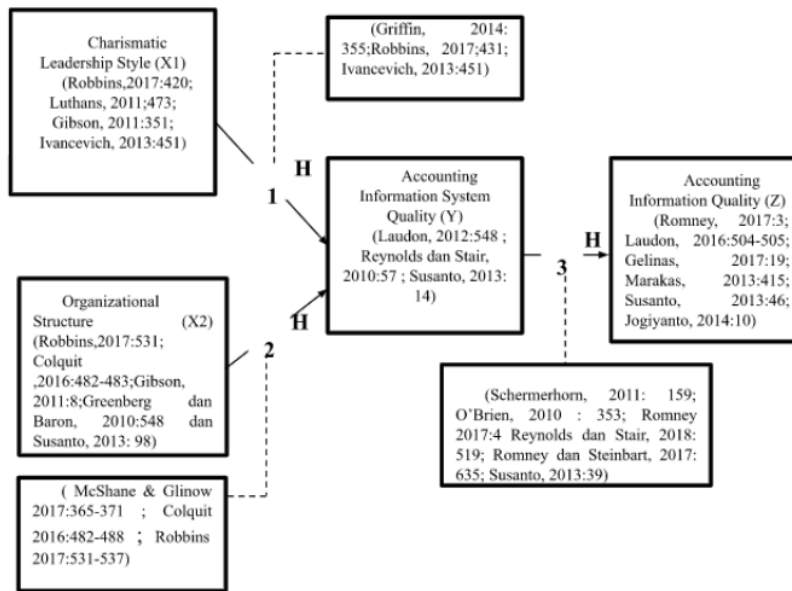 Charismatic
Leadership Style (X1)
(Robbins,2017:420;
Luthans, 2011;473;
Gibson, 2011:351;
Ivancevich, 2013:451)
(Griffin, 2014:
355;Robbins, 2017;431;
Ivancevich, 2013:451)
H
1
Accounting
Information System
Quality (Y)
(Laudon, 2012:548 ;
Reynolds dan Stair,
2010:57 ; Susanto, 2013:
14)
H
3
Accounting
Information Quality (Z)
(Romney, 2017:3;
Laudon, 2016:504-505;
Gelinas, 2017:19;
Marakas, 2013:415;
Susanto, 2013:46;
Jogiyanto, 2014:10)
Organizational
Structure (X2)
(Robbins,2017:531;
Colquit
,2016:482-483;Gibson,
2011:8;Greenberg dan
Baron, 2010:548 dan
Susanto, 2013: 98)
H
2
(Schermerhorn, 2011: 159;
O’Brien, 2010 : 353; Romney
2017:4 Reynolds dan Stair, 2018:
519; Romney dan Steinbart, 2017:
635; Susanto, 2013:39)
( McShane & Glinow
2017:365-371 ; Colquit
2016:482-488 ; Robbins
2017:531-537)